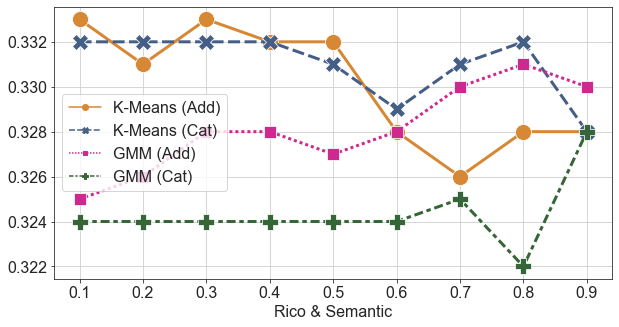 0.332
0.330
0.328
0.326
0.324
0.322
K-Means (Add)
K-Means (Cat)
GMM (Add)
GMM (Cat)
0.1 0.2 0.3 0.4 0.5 0.6 0.7 0.8 0.9
Rico & Semantic